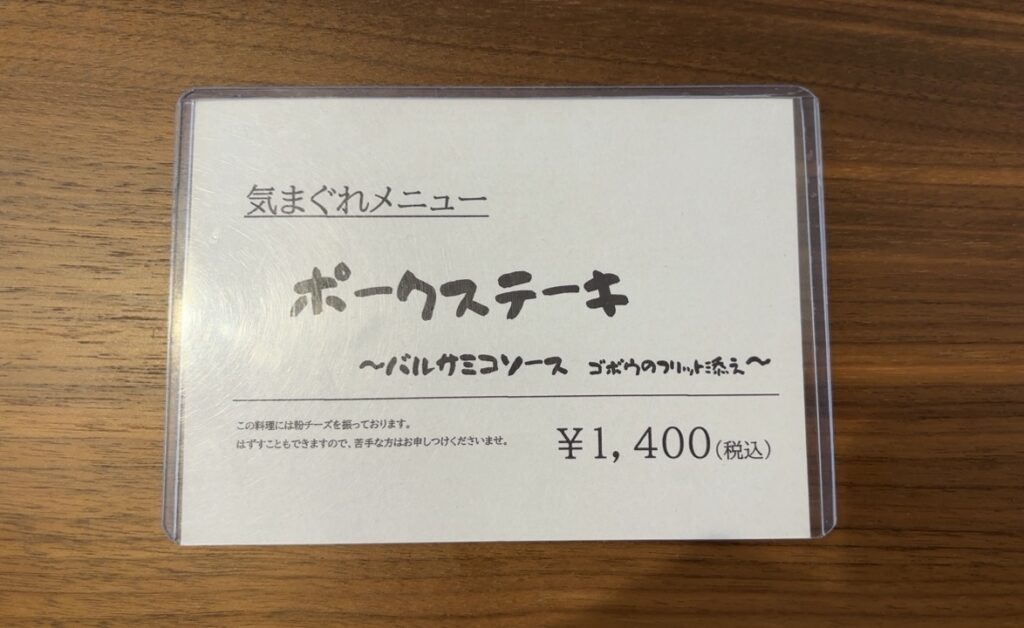 気まぐれメニュー
ポークステーキ
～バルサミコソース ゴボウのフリット添え～
この料理には粉チーズを振っております。
はずすこともできますので、苦手な方はお申しつけくださいませ。
￥1,400(税込)